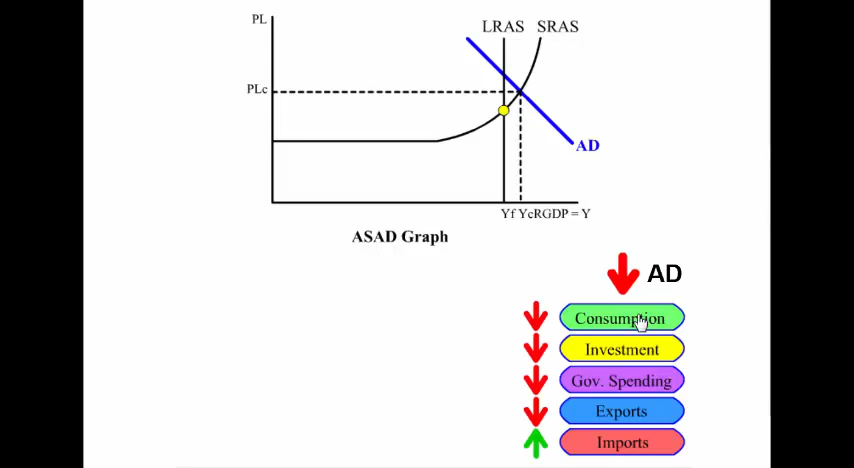 PL
LRAS SRAS
PLc
AD
Yf YcRGDP = Y
ASAD Graph
AD
Consumption
Investment
Gov. Spending
Exports
Imports